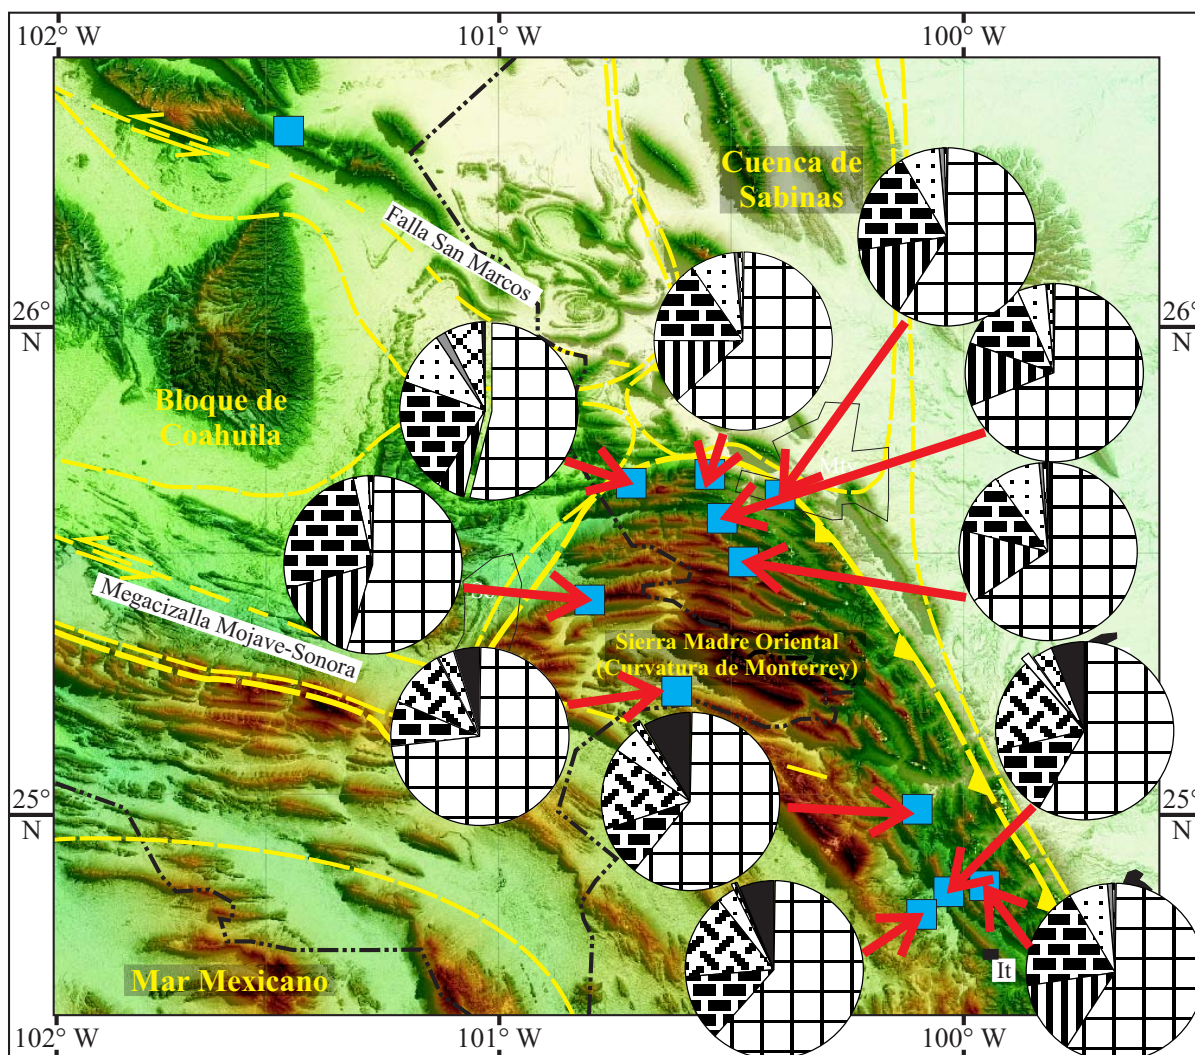 102° W
101° W
100° W
Cuenca de
Sabinas
Falla San
Marcos
26°
N
26°
N
Bloque de
Coahuila
Megacizalla Mojave-Sonora
Sierra Madre Oriental
(Curvatura de Monterrey)
25°
N
25°
N
Mar Mexicano
It
102° W
101° W
100° W